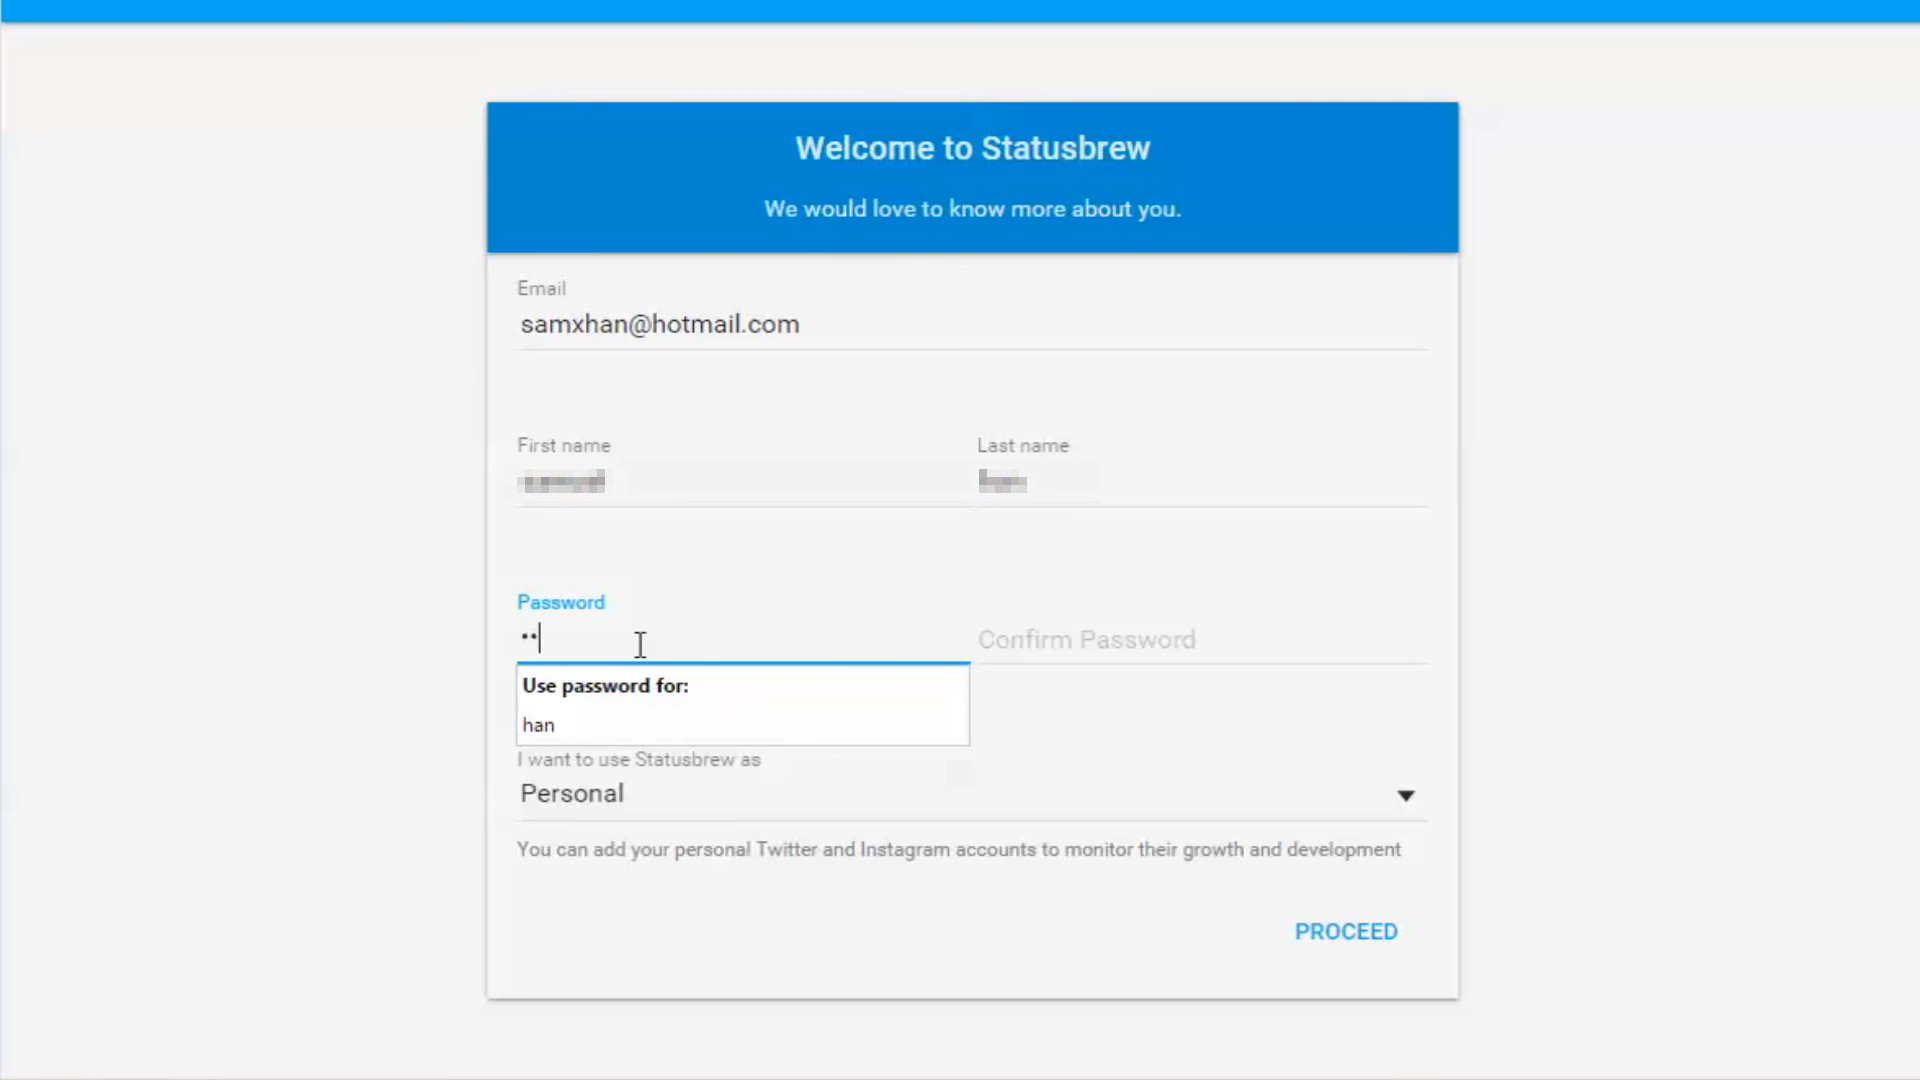 Welcome to Statusbrew
We would love to know more about you.
Email
samxhan@hotmail.com
First name
Last name
Password
••
Confirm Password
Use password for:
han
I want to use Statusbrew as
Personal
You can add your personal Twitter and Instagram accounts to monitor their growth and development
PROCEED